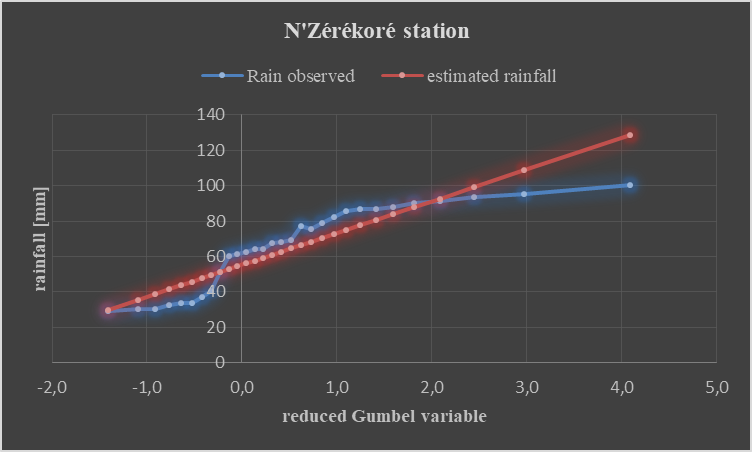 N'Zérékoré station
Rain observed estimated rainfall
140
120
100
80
60
40
20
0
rainfall [mm]
-2,0 -1,0 0,0 1,0 2,0 3,0 4,0 5,0
reduced Gumbel variable